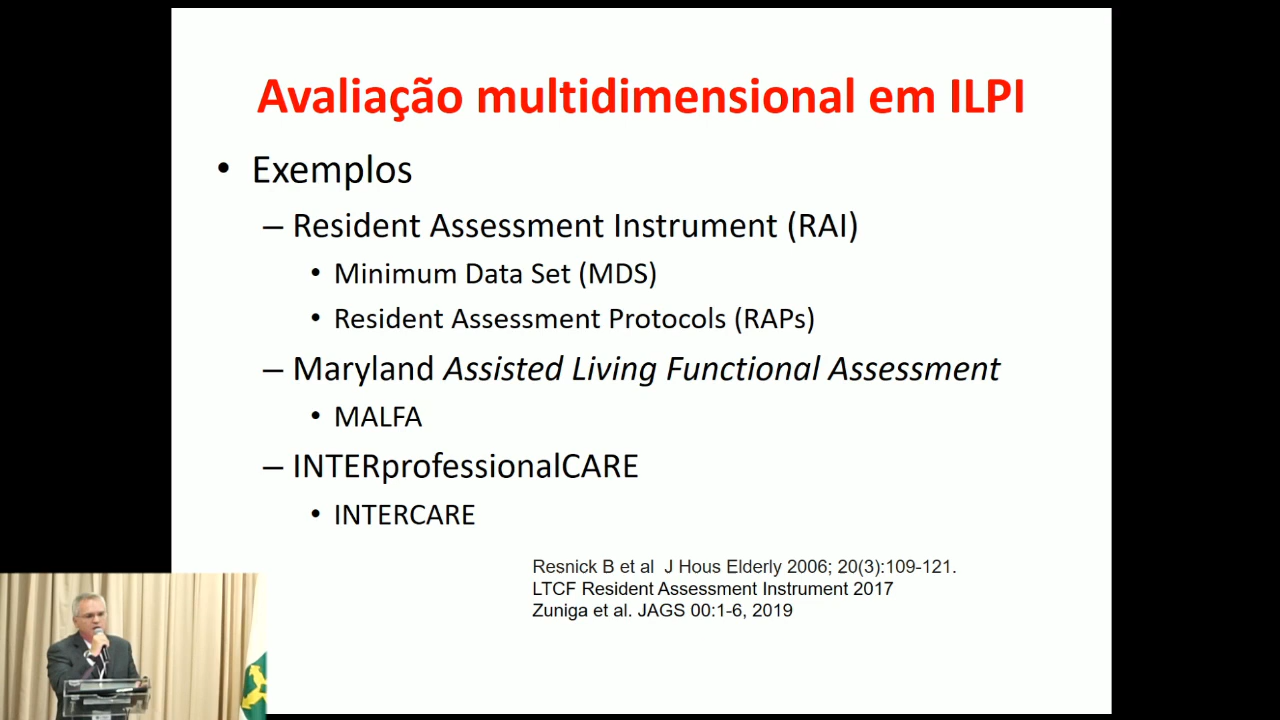 Avaliação multidimensional em ILPI
• Exemplos
– Resident Assessment Instrument (RAI)
• Minimum Data Set (MDS)
• Resident Assessment Protocols (RAPs)
– Maryland Assisted Living Functional Assessment
• MALFA
– INTERprofessionalCARE
• INTERCARE
Resnick B et al J Hous Elderly 2006; 20(3):109-121.
LTCF Resident Assessment Instrument 2017
Zuniga et al. JAGS 00:1-6, 2019